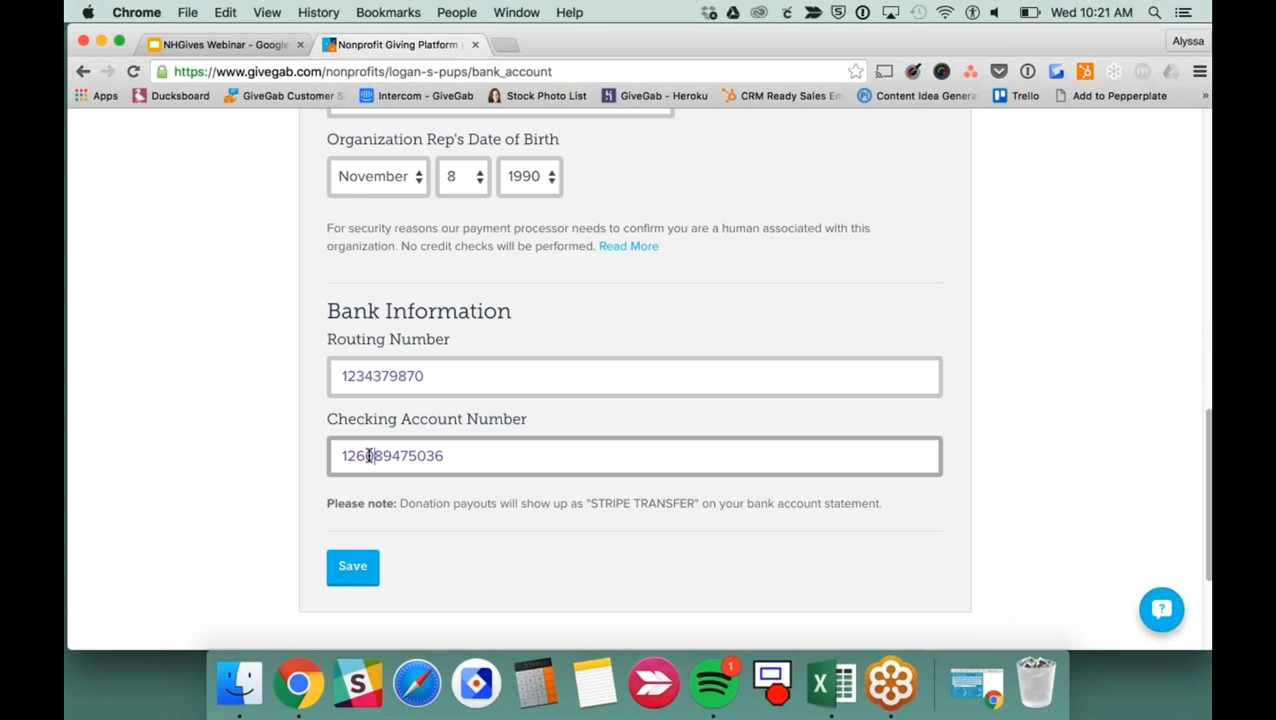 Chrome File Edit View History Bookmarks People Window Help Wed 10:21 AM
NHGives Webinar - Google Nonprofit Giving Platform Alyssa
https://www.givegab.com/nonprofits/logan-s-pups/bank_account
Apps Ducksboard GiveGab Customer S Intercom - GiveGab Stock Photo List GiveGab - Heroku CRM Ready Sales Em Content Idea Genera Trello Add to Pepperplate »
Organization Rep's Date of Birth
November 8 1990
For security reasons our payment processor needs to confirm you are a human associated with this
organization. No credit checks will be performed. Read More
Bank Information
Routing Number
1234379870
Checking Account Number
126089475036
Please note: Donation payouts will show up as "STRIPE TRANSFER" on your bank account statement.
Save
1